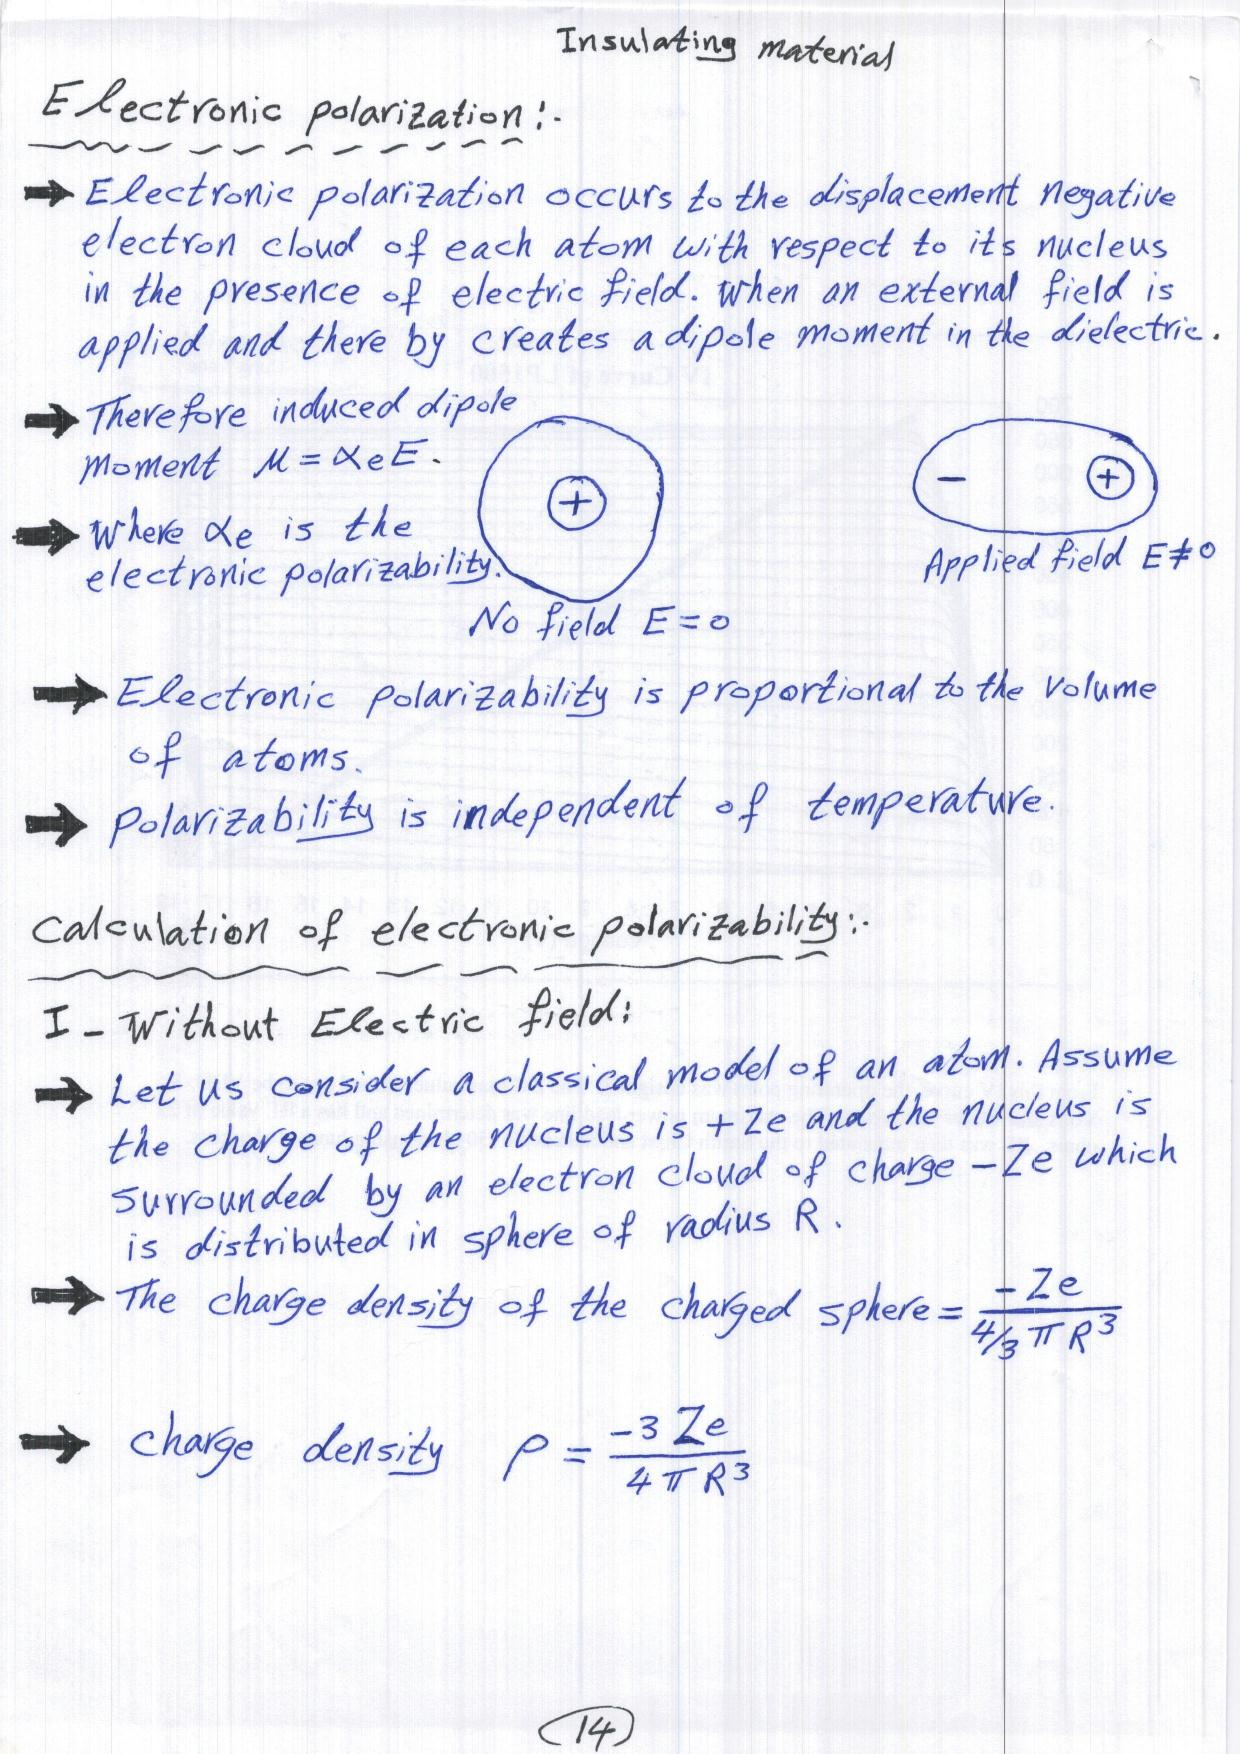 Insulating material
Electronic polarization:-
→ Electronic polarization occurs to the displacement negative
electron cloud of each atom with respect to its nucleus
in the presence of electric field. When an external field is
applied and there by creates a dipole moment in the dielectric.
→ Therefore induced dipole
moment M = αeE.
→ Where αe is the
electronic polarizability.
+
No field E=0
- +
Applied field E≠0
→ Electronic polarizability is proportional to the volume
of atoms.
→ Polarizability is independent of temperature.
Calculation of electronic polarizability:-
I - Without Electric field:
→ Let us consider a classical model of an atom. Assume
the charge of the nucleus is +Ze and the nucleus is
surrounded by an electron cloud of charge -Ze which
is distributed in sphere of radius R.
→ The charge density of the charged sphere = -Ze / 4/3 π R³
→ charge density ρ = -3 Ze / 4 π R³
14